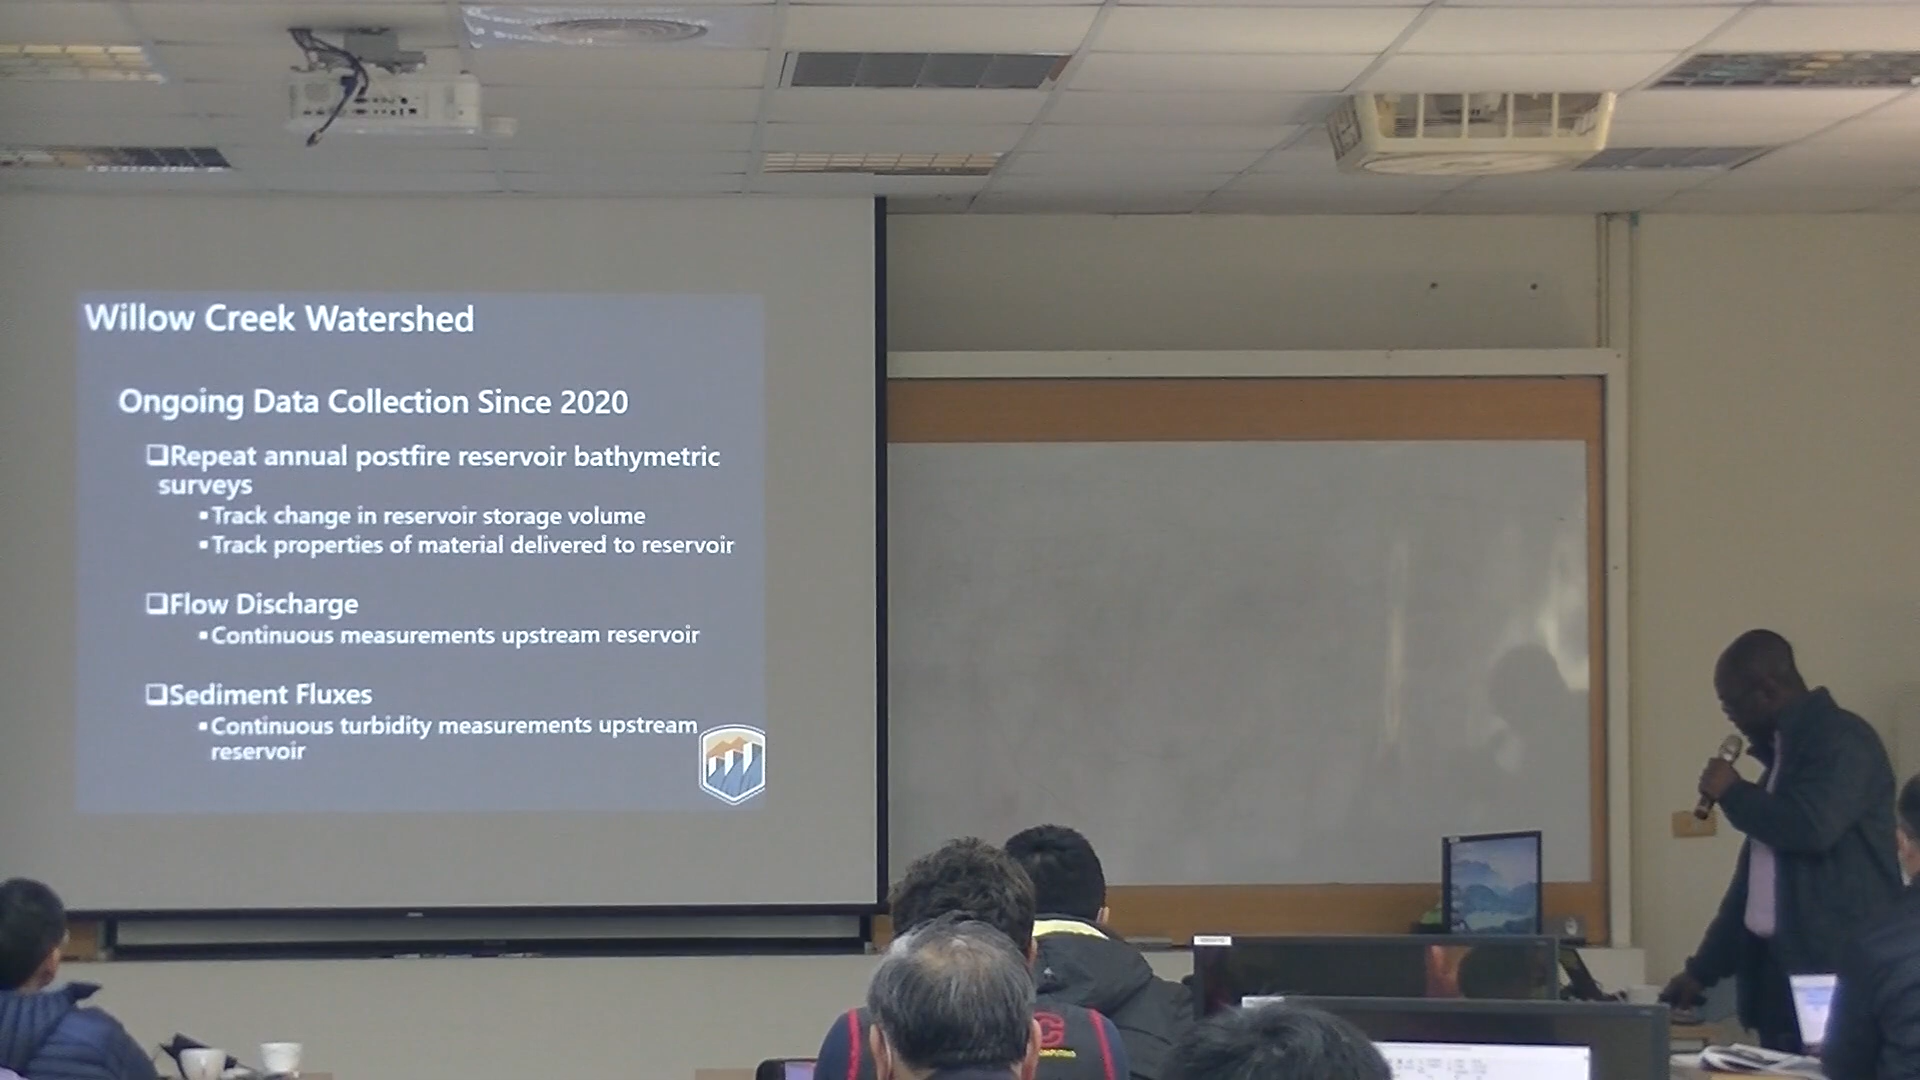 Willow Creek Watershed
Ongoing Data Collection Since 2020
❑Repeat annual postfire reservoir bathymetric
surveys
▪Track change in reservoir storage volume
▪Track properties of material delivered to reservoir
❑Flow Discharge
▪Continuous measurements upstream reservoir
❑Sediment Fluxes
▪Continuous turbidity measurements upstream
reservoir